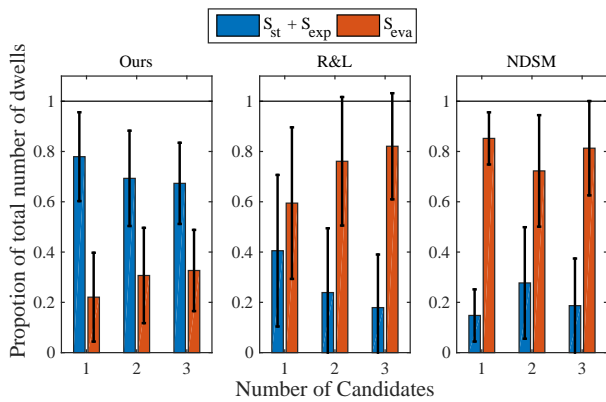 S_st + S_exp S_eva
Ours R&L NDSM
Propotion of total number of dwells
1
0.8
0.6
0.4
0.2
0
1 2 3
1
0.8
0.6
0.4
0.2
0
1 2 3
1
0.8
0.6
0.4
0.2
0
1 2 3
Number of Candidates